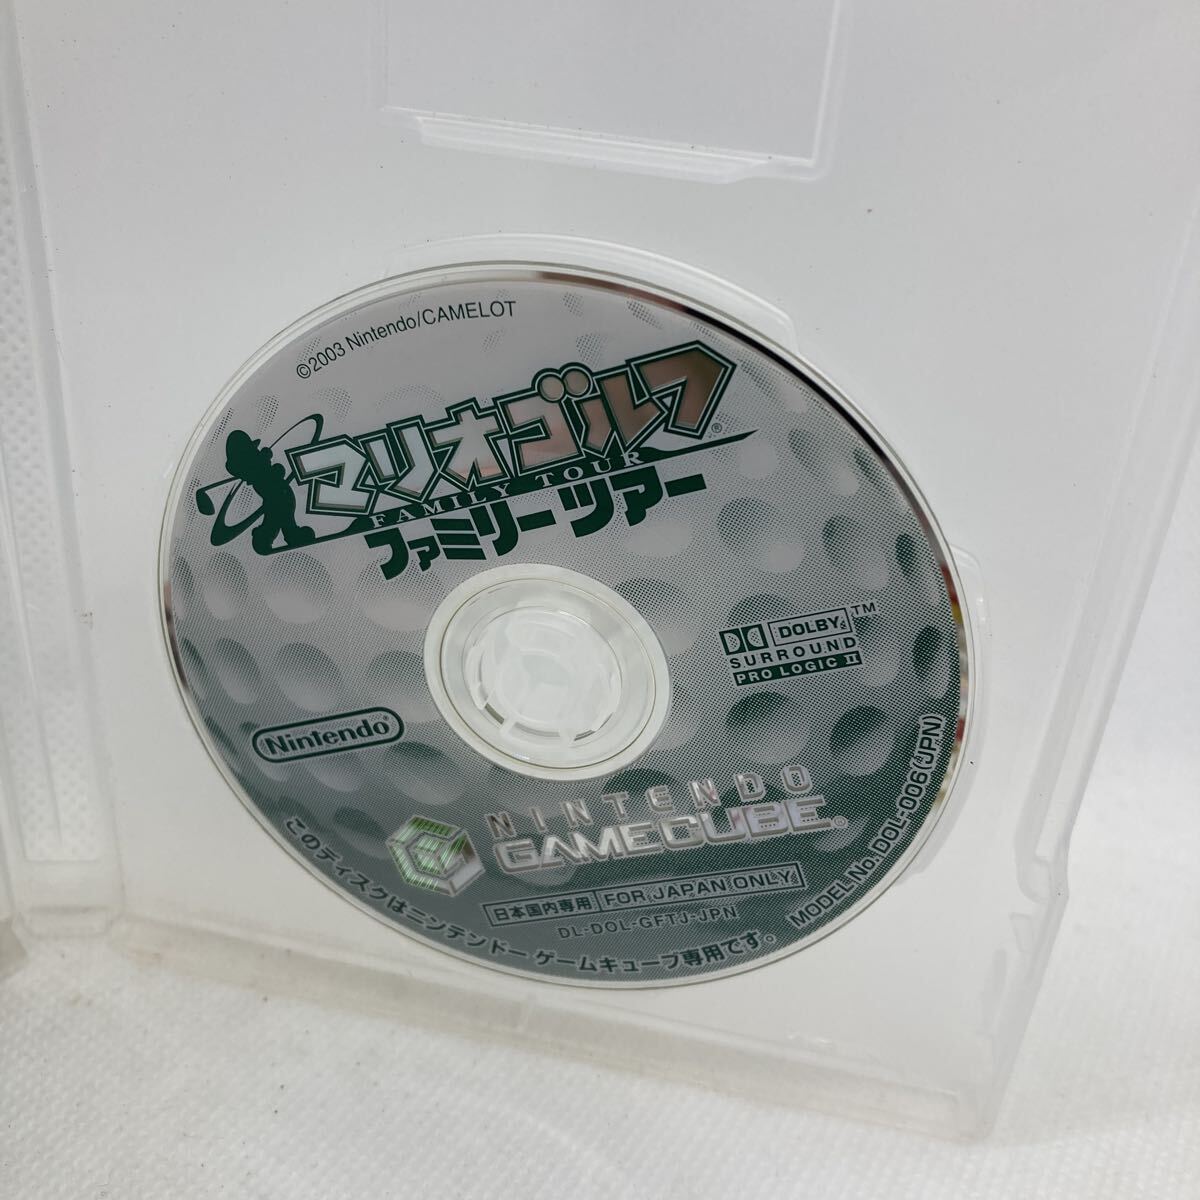 ©2003 Nintendo/CAMELOT
マリオゴルフ®
FAMILY TOUR
ファミリーツアー
DOLBY™
SURROUND
PRO LOGIC II
Nintendo®
NINTENDO
GAMECUBE®
日本国内専用 FOR JAPAN ONLY
DL-DOL-GFTJ-JPN
このディスクはニンテンドーゲームキューブ専用です。
MODEL No. DOL-006(JPN)